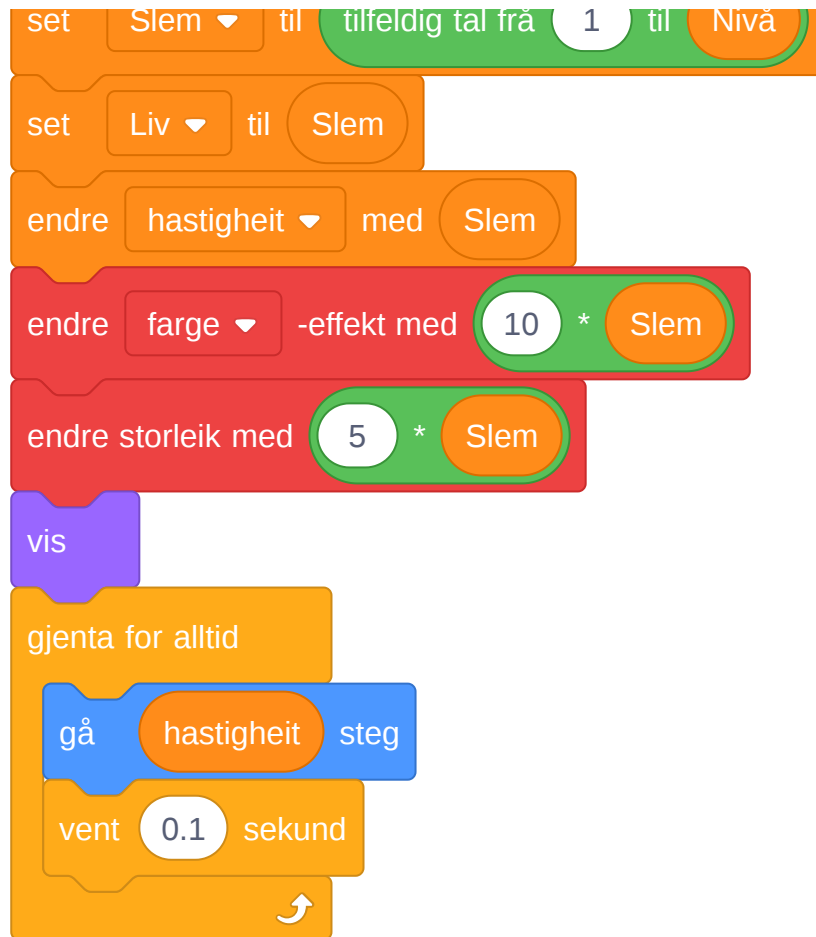 set Slem til tilfeldig tal frå 1 til Nivå
set Liv til Slem
endre hastigheit med Slem
endre farge -effekt med 10 * Slem
endre storleik med 5 * Slem
vis
gjenta for alltid
gå hastigheit steg
vent 0.1 sekund